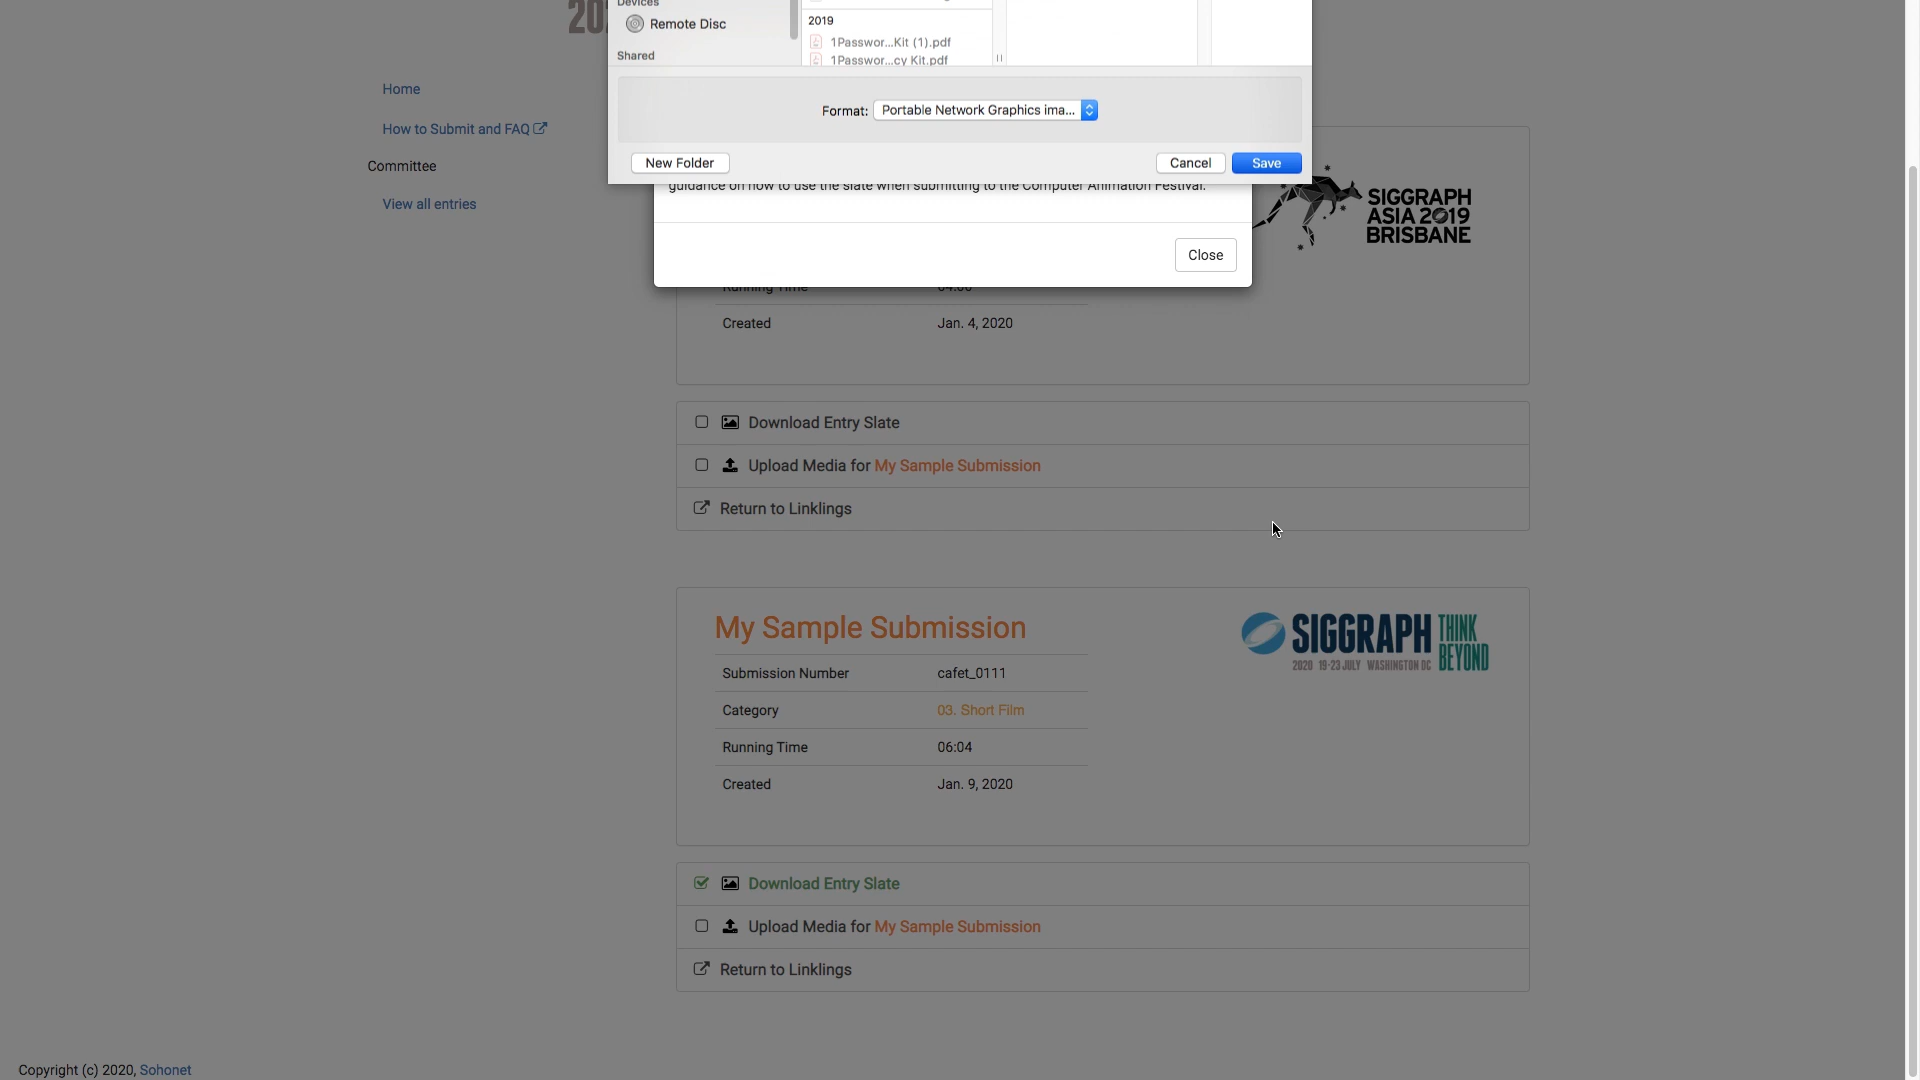 Devices
2019
Remote Disc
1Passwor...Kit (1).pdf
Shared
1Passwor...cy Kit.pdf
Home
Format: Portable Network Graphics ima...
How to Submit and FAQ
Committee
New Folder
Cancel
Save
guidance on how to use the slate when submitting to the Computer Animation Festival.
View all entries
SIGGRAPH
ASIA 2019
BRISBANE
Close
Running Time
Created Jan. 4, 2020
Download Entry Slate
Upload Media for My Sample Submission
Return to Linklings
My Sample Submission
SIGGRAPH THINK BEYOND
2020 19-23 JULY WASHINGTON DC
Submission Number cafet_0111
Category 03. Short Film
Running Time 06:04
Created Jan. 9, 2020
Download Entry Slate
Upload Media for My Sample Submission
Return to Linklings
Copyright (c) 2020, Sohonet